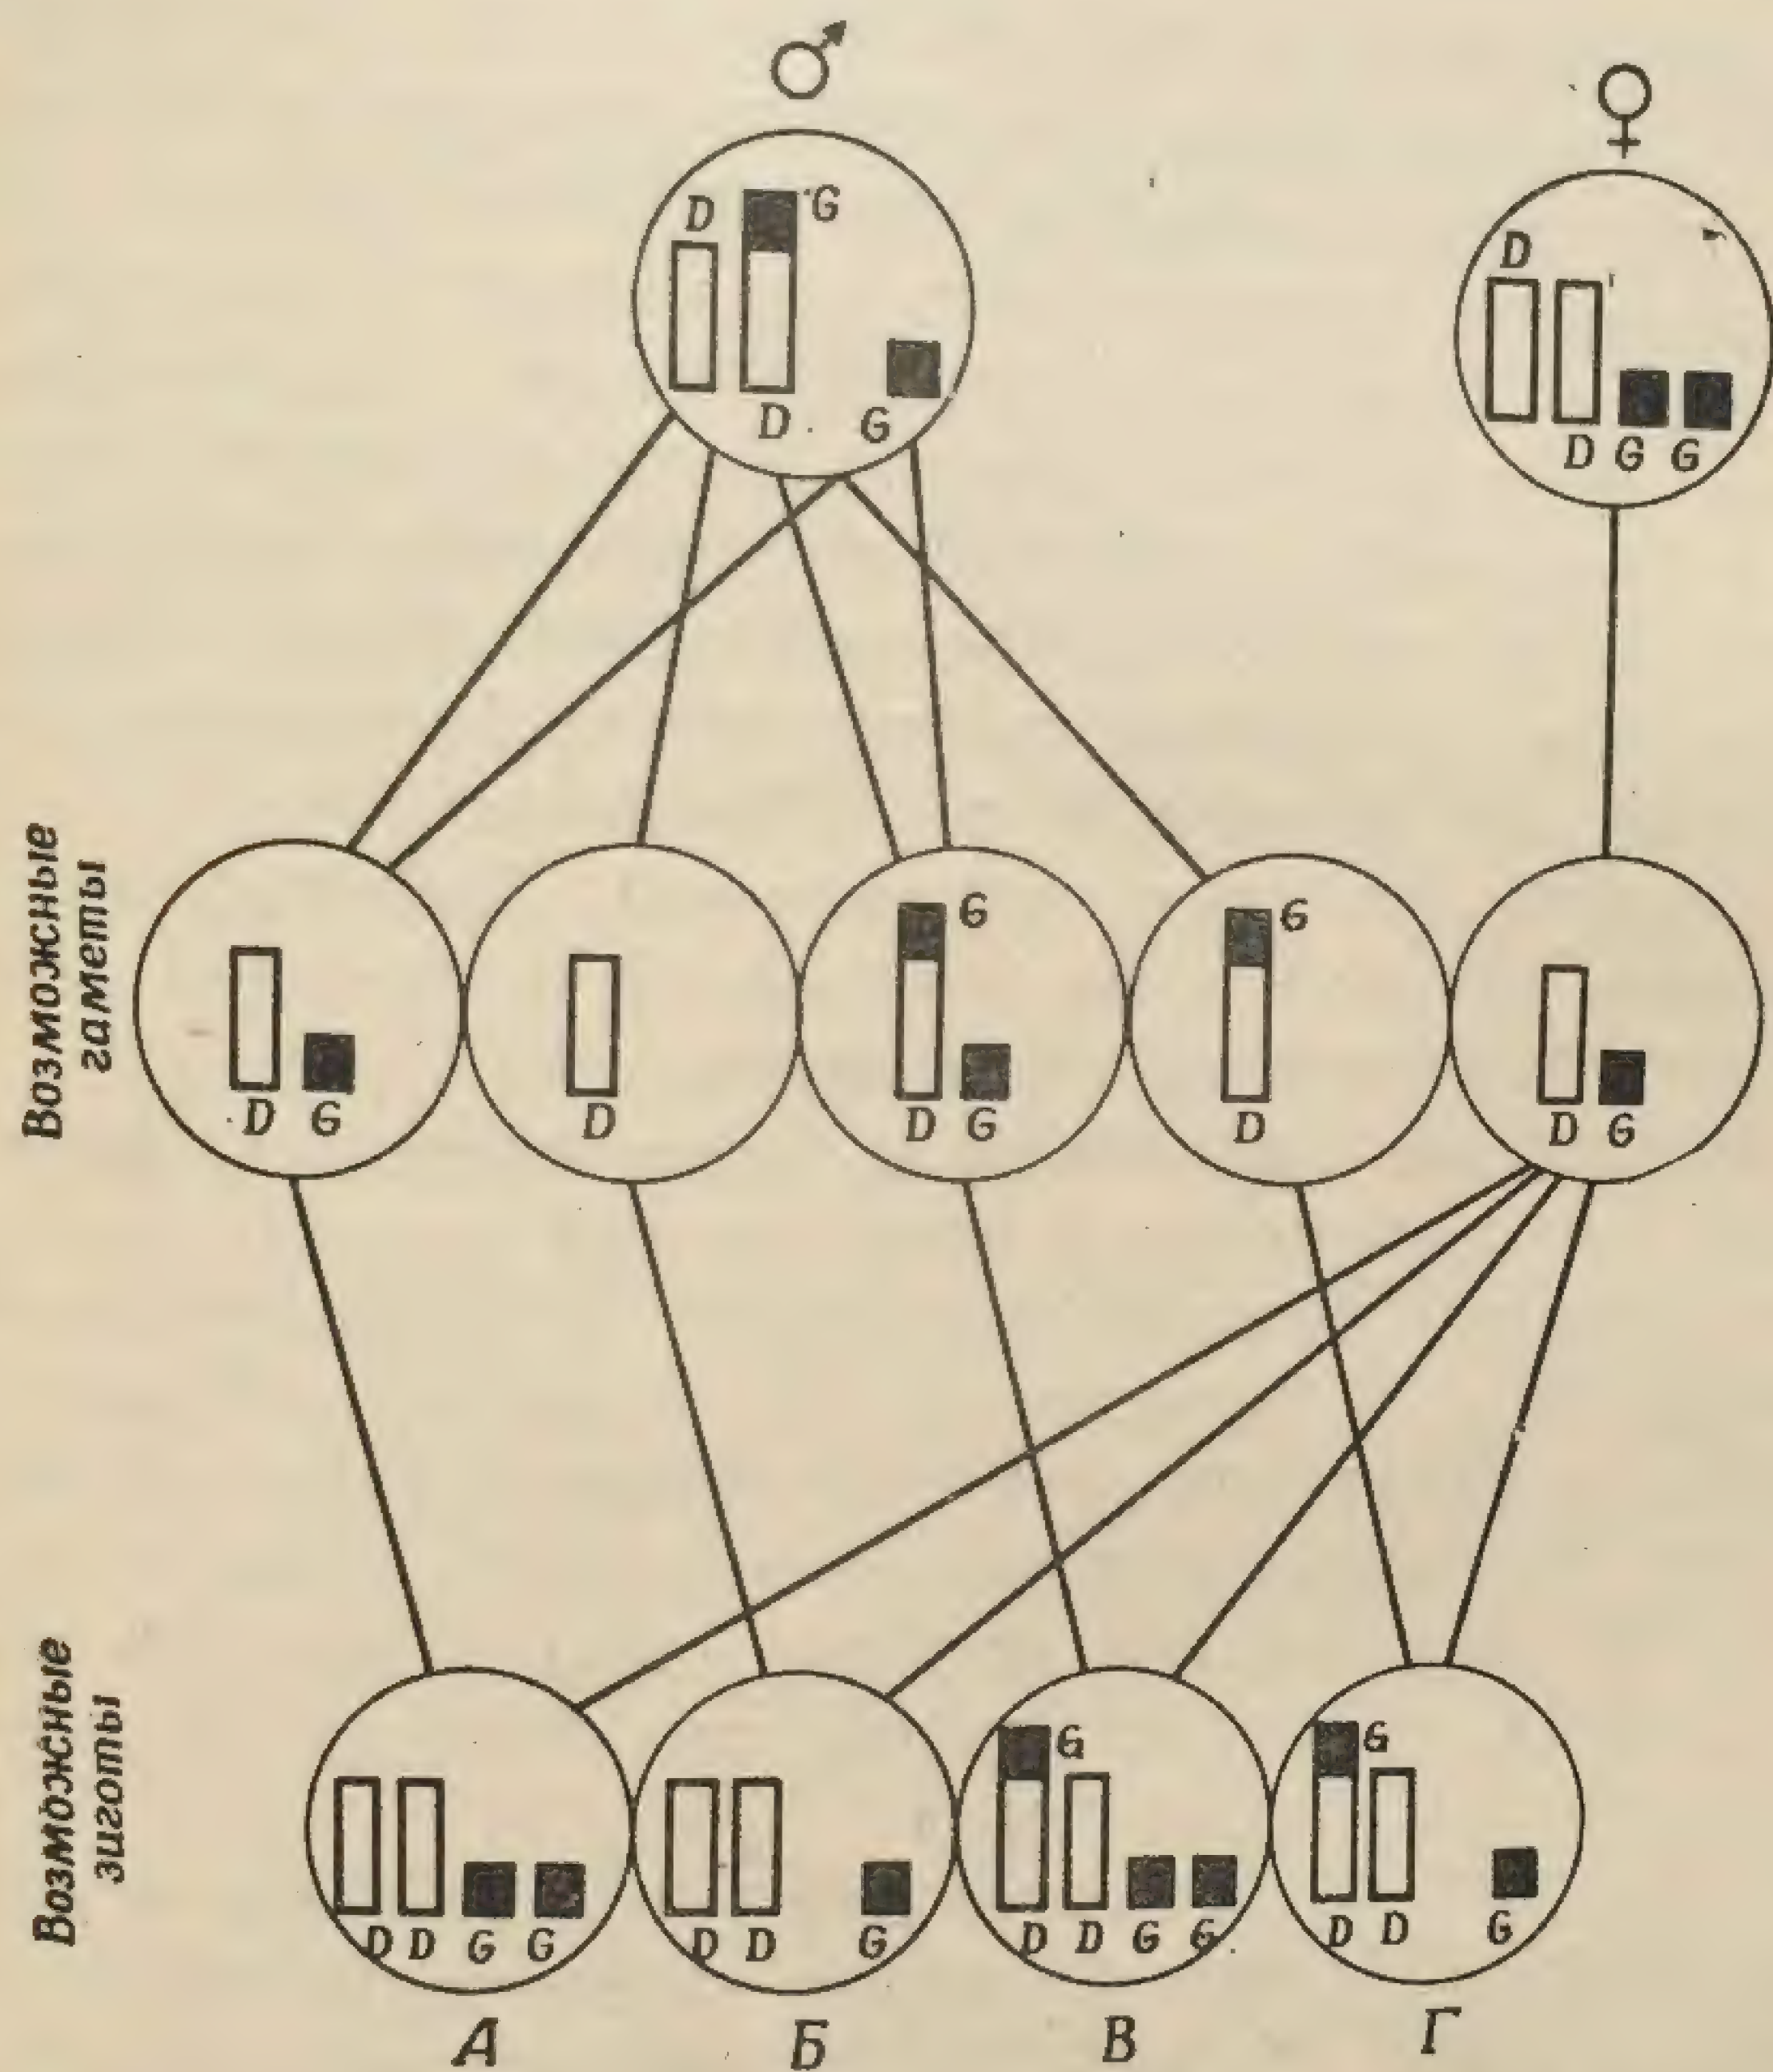 ♂
♀
D G
D
D G
D G G
Возможные
гаметы
G G
D G D D G D D G
Возможные
зиготы
G G
D D G G D D G D D G G D D G
А Б В Г